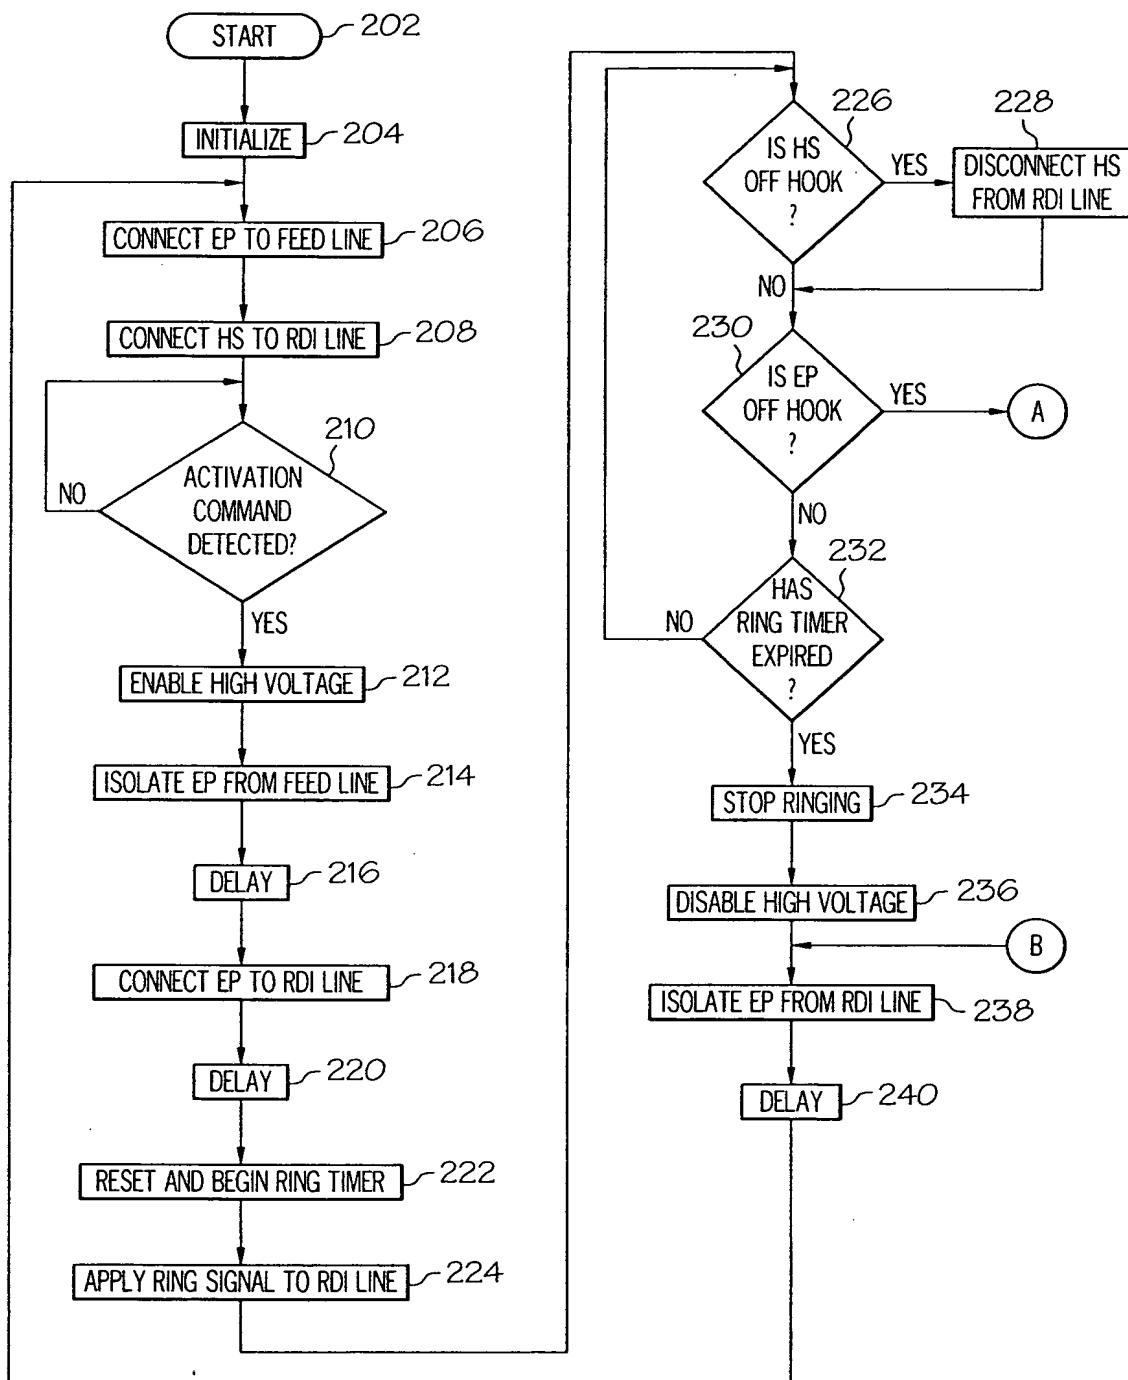 START
202
INITIALIZE
204
CONNECT EP TO FEED LINE
206
CONNECT HS TO RDI LINE
208
210
ACTIVATION
COMMAND
DETECTED?
NO
YES
ENABLE HIGH VOLTAGE
212
ISOLATE EP FROM FEED LINE
214
DELAY
216
CONNECT EP TO RDI LINE
218
DELAY
220
RESET AND BEGIN RING TIMER
222
APPLY RING SIGNAL TO RDI LINE
224
226
IS HS
OFF HOOK
?
YES
228
DISCONNECT HS
FROM RDI LINE
NO
230
IS EP
OFF HOOK
?
YES
A
NO
232
HAS
RING TIMER
EXPIRED
?
NO
YES
STOP RINGING
234
DISABLE HIGH VOLTAGE
236
B
ISOLATE EP FROM RDI LINE
238
DELAY
240